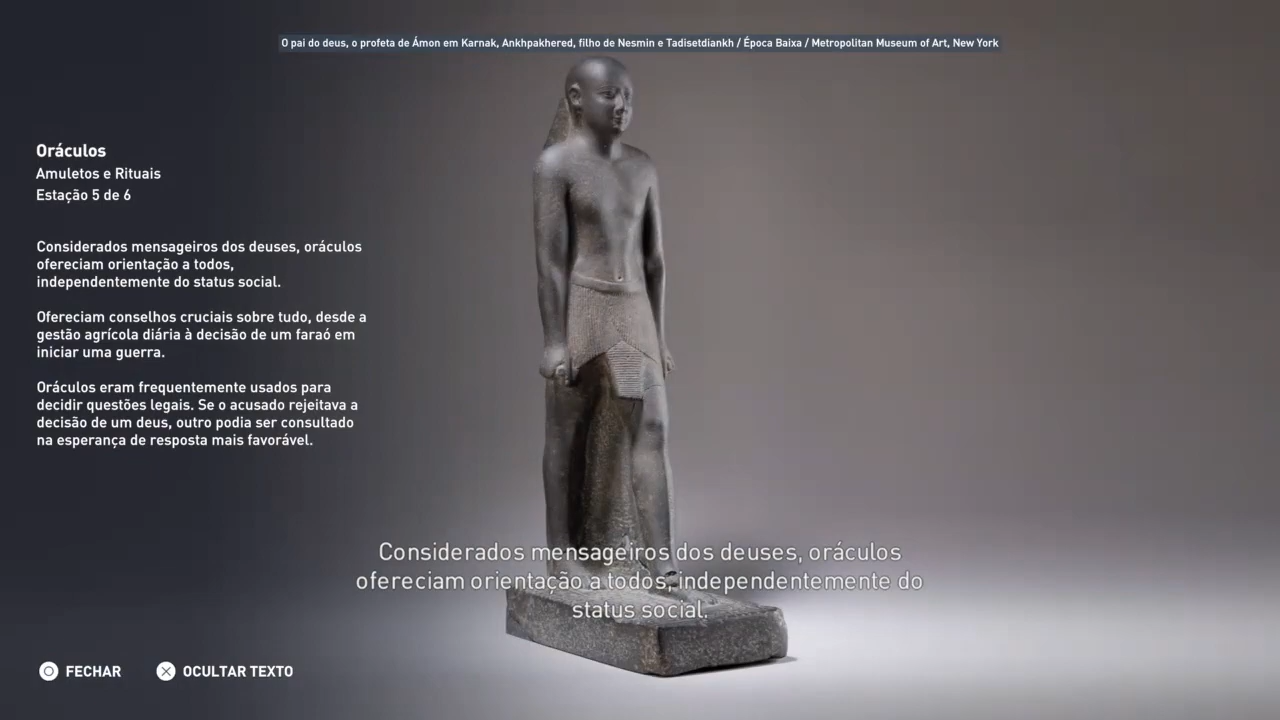 O pai do deus, o profeta de Ámon em Karnak, Ankhpakhered, filho de Nesmin e Tadisetdiankh / Época Baixa / Metropolitan Museum of Art, New York
Oráculos
Amuletos e Rituais
Estação 5 de 6
Considerados mensageiros dos deuses, oráculos
ofereciam orientação a todos,
independentemente do status social.
Ofereciam conselhos cruciais sobre tudo, desde a
gestão agrícola diária à decisão de um faraó em
iniciar uma guerra.
Oráculos eram frequentemente usados para
decidir questões legais. Se o acusado rejeitava a
decisão de um deus, outro podia ser consultado
na esperança de resposta mais favorável.
Considerados mensageiros dos deuses, oráculos
ofereciam orientação a todos, independentemente do
status social.
FECHAR OCULTAR TEXTO